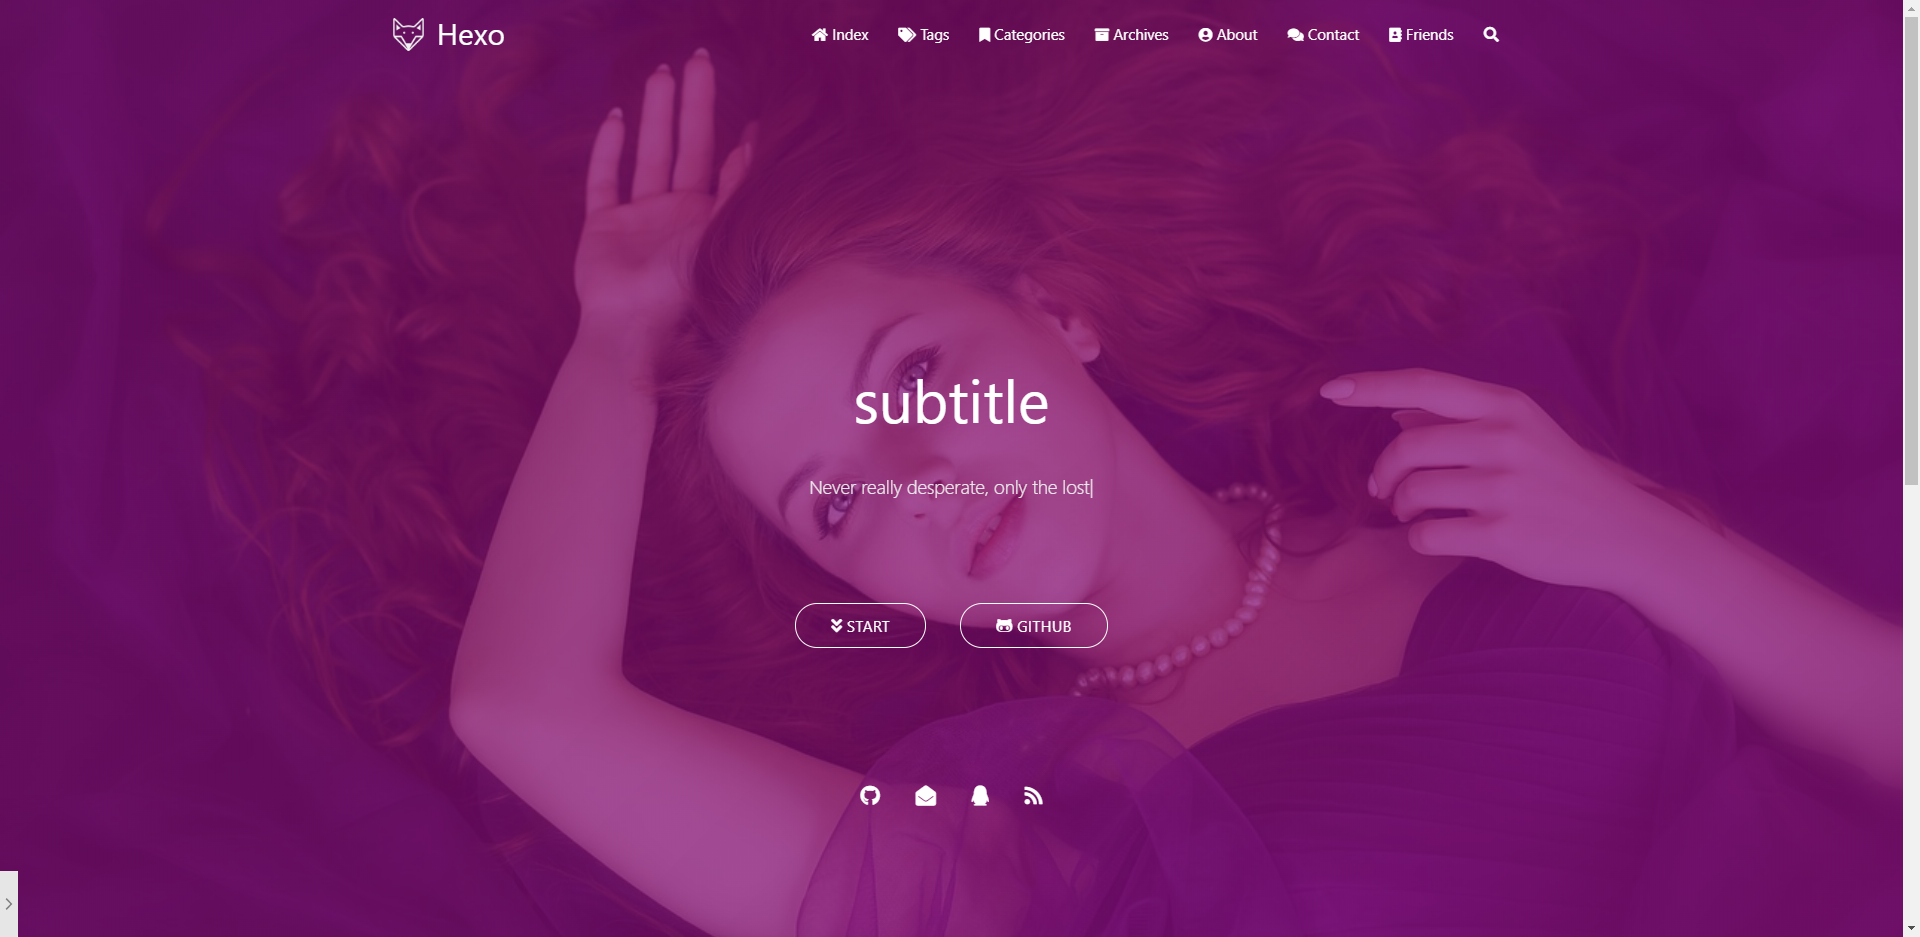 Hexo
Index Tags Categories Archives About Contact Friends
subtitle
Never really desperate, only the lost|
START GITHUB